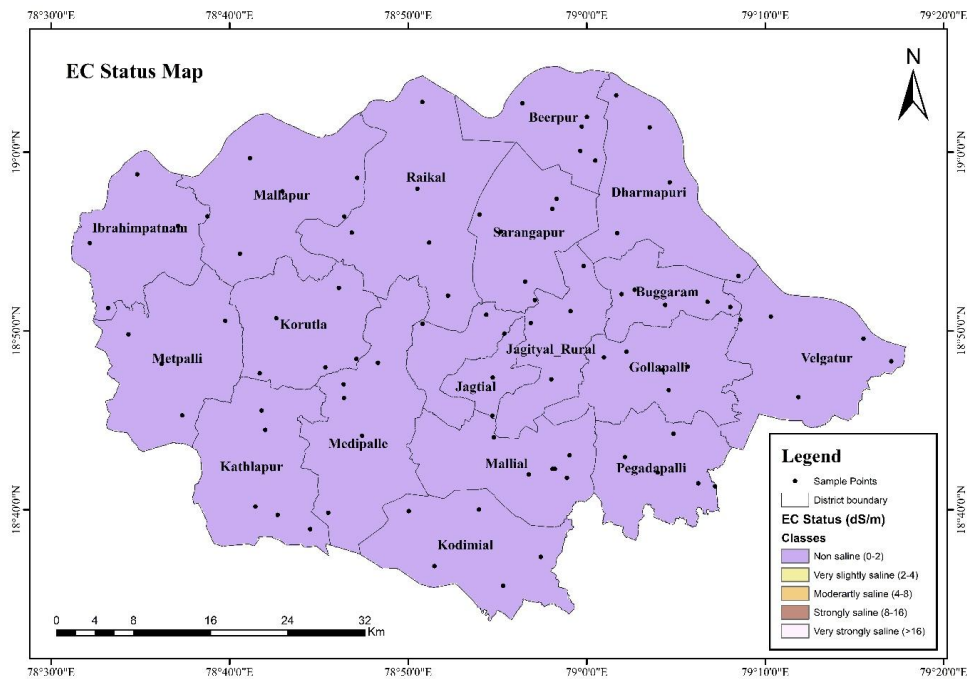 78°30'0"E 78°40'0"E 78°50'0"E 79°0'0"E 79°10'0"E 79°20'0"E
EC Status Map
N
19°0'0"N 19°0'0"N
Beerpur
Raikal
Mallapur
Dharmapuri
Ibrahimpatnam
Sarangapur
Buggaram
Korutla
18°50'0"N 18°50'0"N
Jagityal_Rural
Metpalli
Velgatur
Gollapalli
Jagtial
Medipalle
Mallial
Kathlapur
Pegadapalli
Legend
Sample Points
District boundary
18°40'0"N 18°40'0"N
EC Status (dS/m)
Classes
Kodimial
Non saline (0-2)
Very slightly saline (2-4)
Moderartly saline (4-8)
Strongly saline (8-16)
Very strongly saline (>16)
0 2 4 8 16 24 32
Km
78°30'0"E 78°40'0"E 78°50'0"E 79°0'0"E 79°10'0"E 79°20'0"E